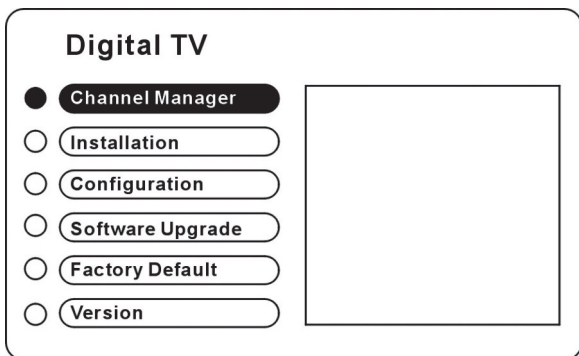 Digital TV
Channel Manager
Installation
Configuration
Software Upgrade
Factory Default
Version